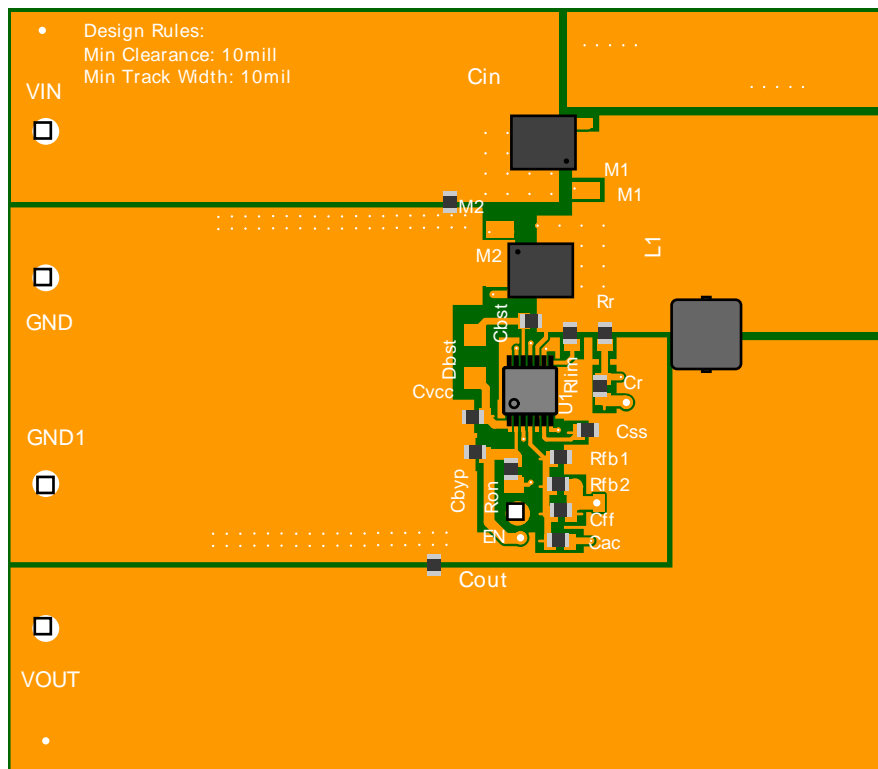 Design Rules:
Min Clearance: 10mill
Min Track Width: 10mil
Cin
VIN
M1
M1
M2
L1
M2
Rr
GND
Cbst
Dbst
Rlim
Cr
Cvcc
U1
GND1
Css
Rfb1
Cbyp
Ron
Rfb2
Cff
EN
Cac
Cout
VOUT